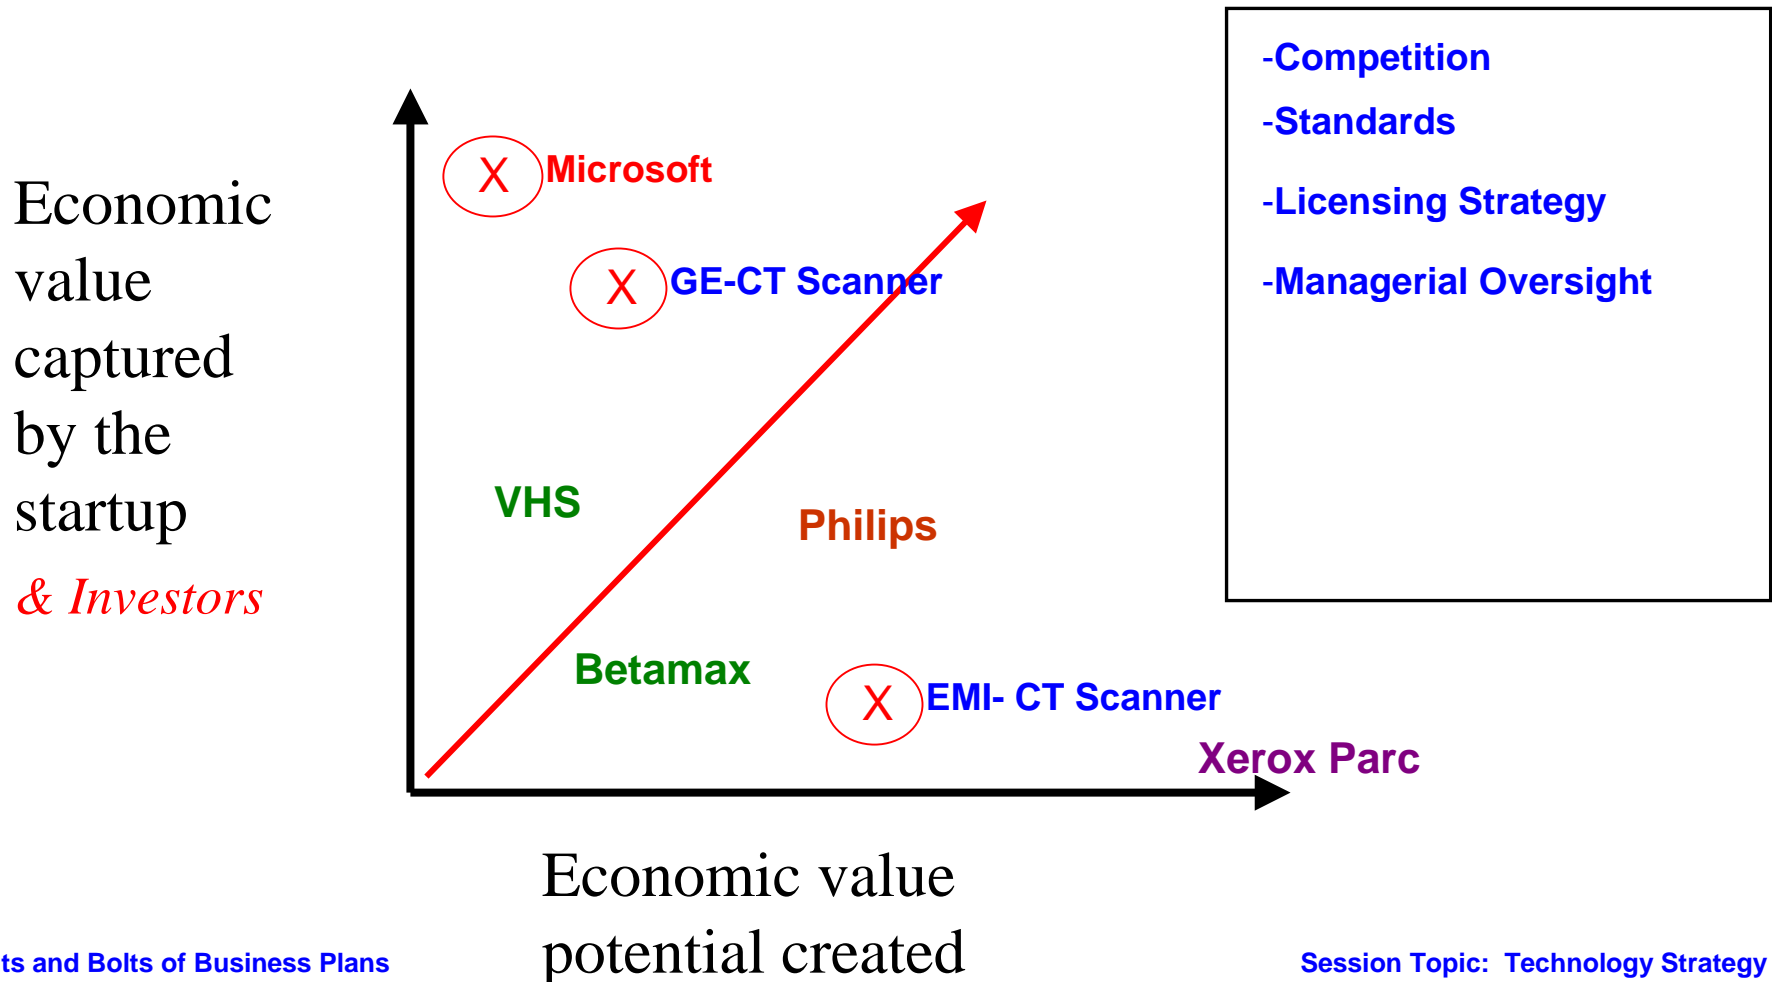 -Competition
-Standards
-Licensing Strategy
-Managerial Oversight
Economic
value
captured
by the
startup
& Investors
X Microsoft
X GE-CT Scanner
VHS
Philips
Betamax
X EMI- CT Scanner
Xerox Parc
Economic value
potential created
ts and Bolts of Business Plans
Session Topic: Technology Strategy